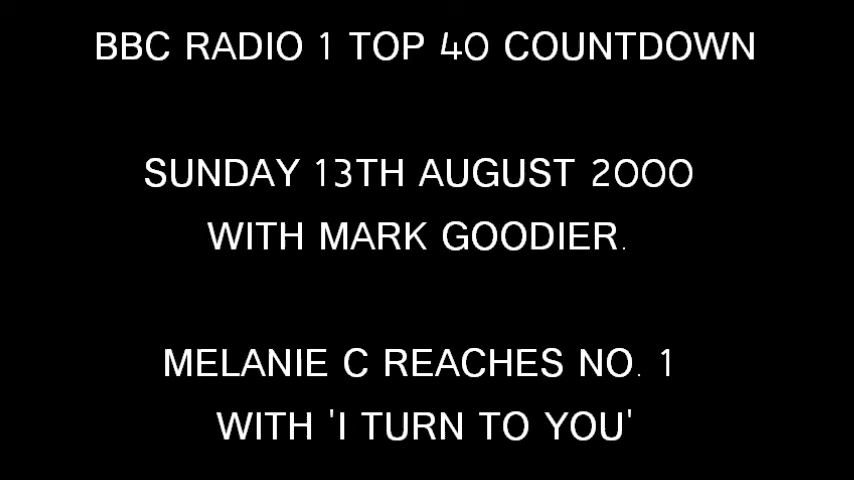 BBC RADIO 1 TOP 40 COUNTDOWN
SUNDAY 13TH AUGUST 2000
WITH MARK GOODIER.
MELANIE C REACHES NO. 1
WITH 'I TURN TO YOU'